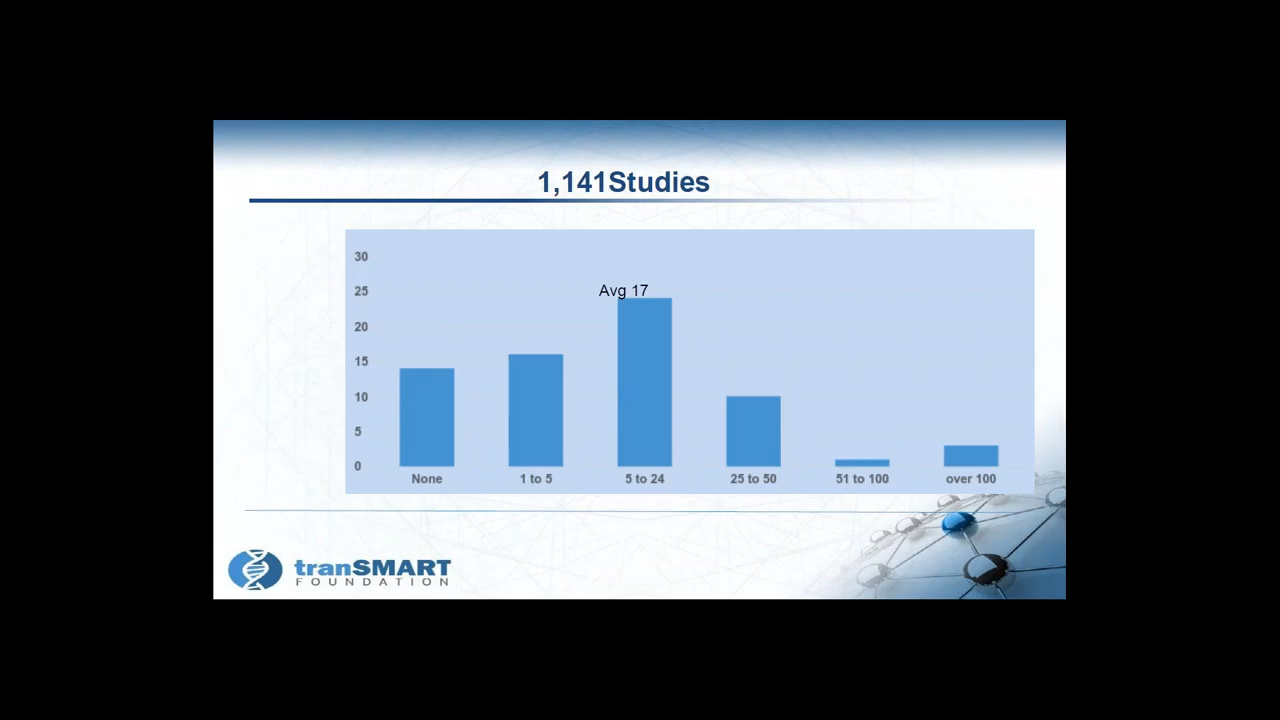 1,141Studies
30
25
20
15
10
5
0
Avg 17
None 1 to 5 5 to 24 25 to 50 51 to 100 over 100
tranSMART
FOUNDATION